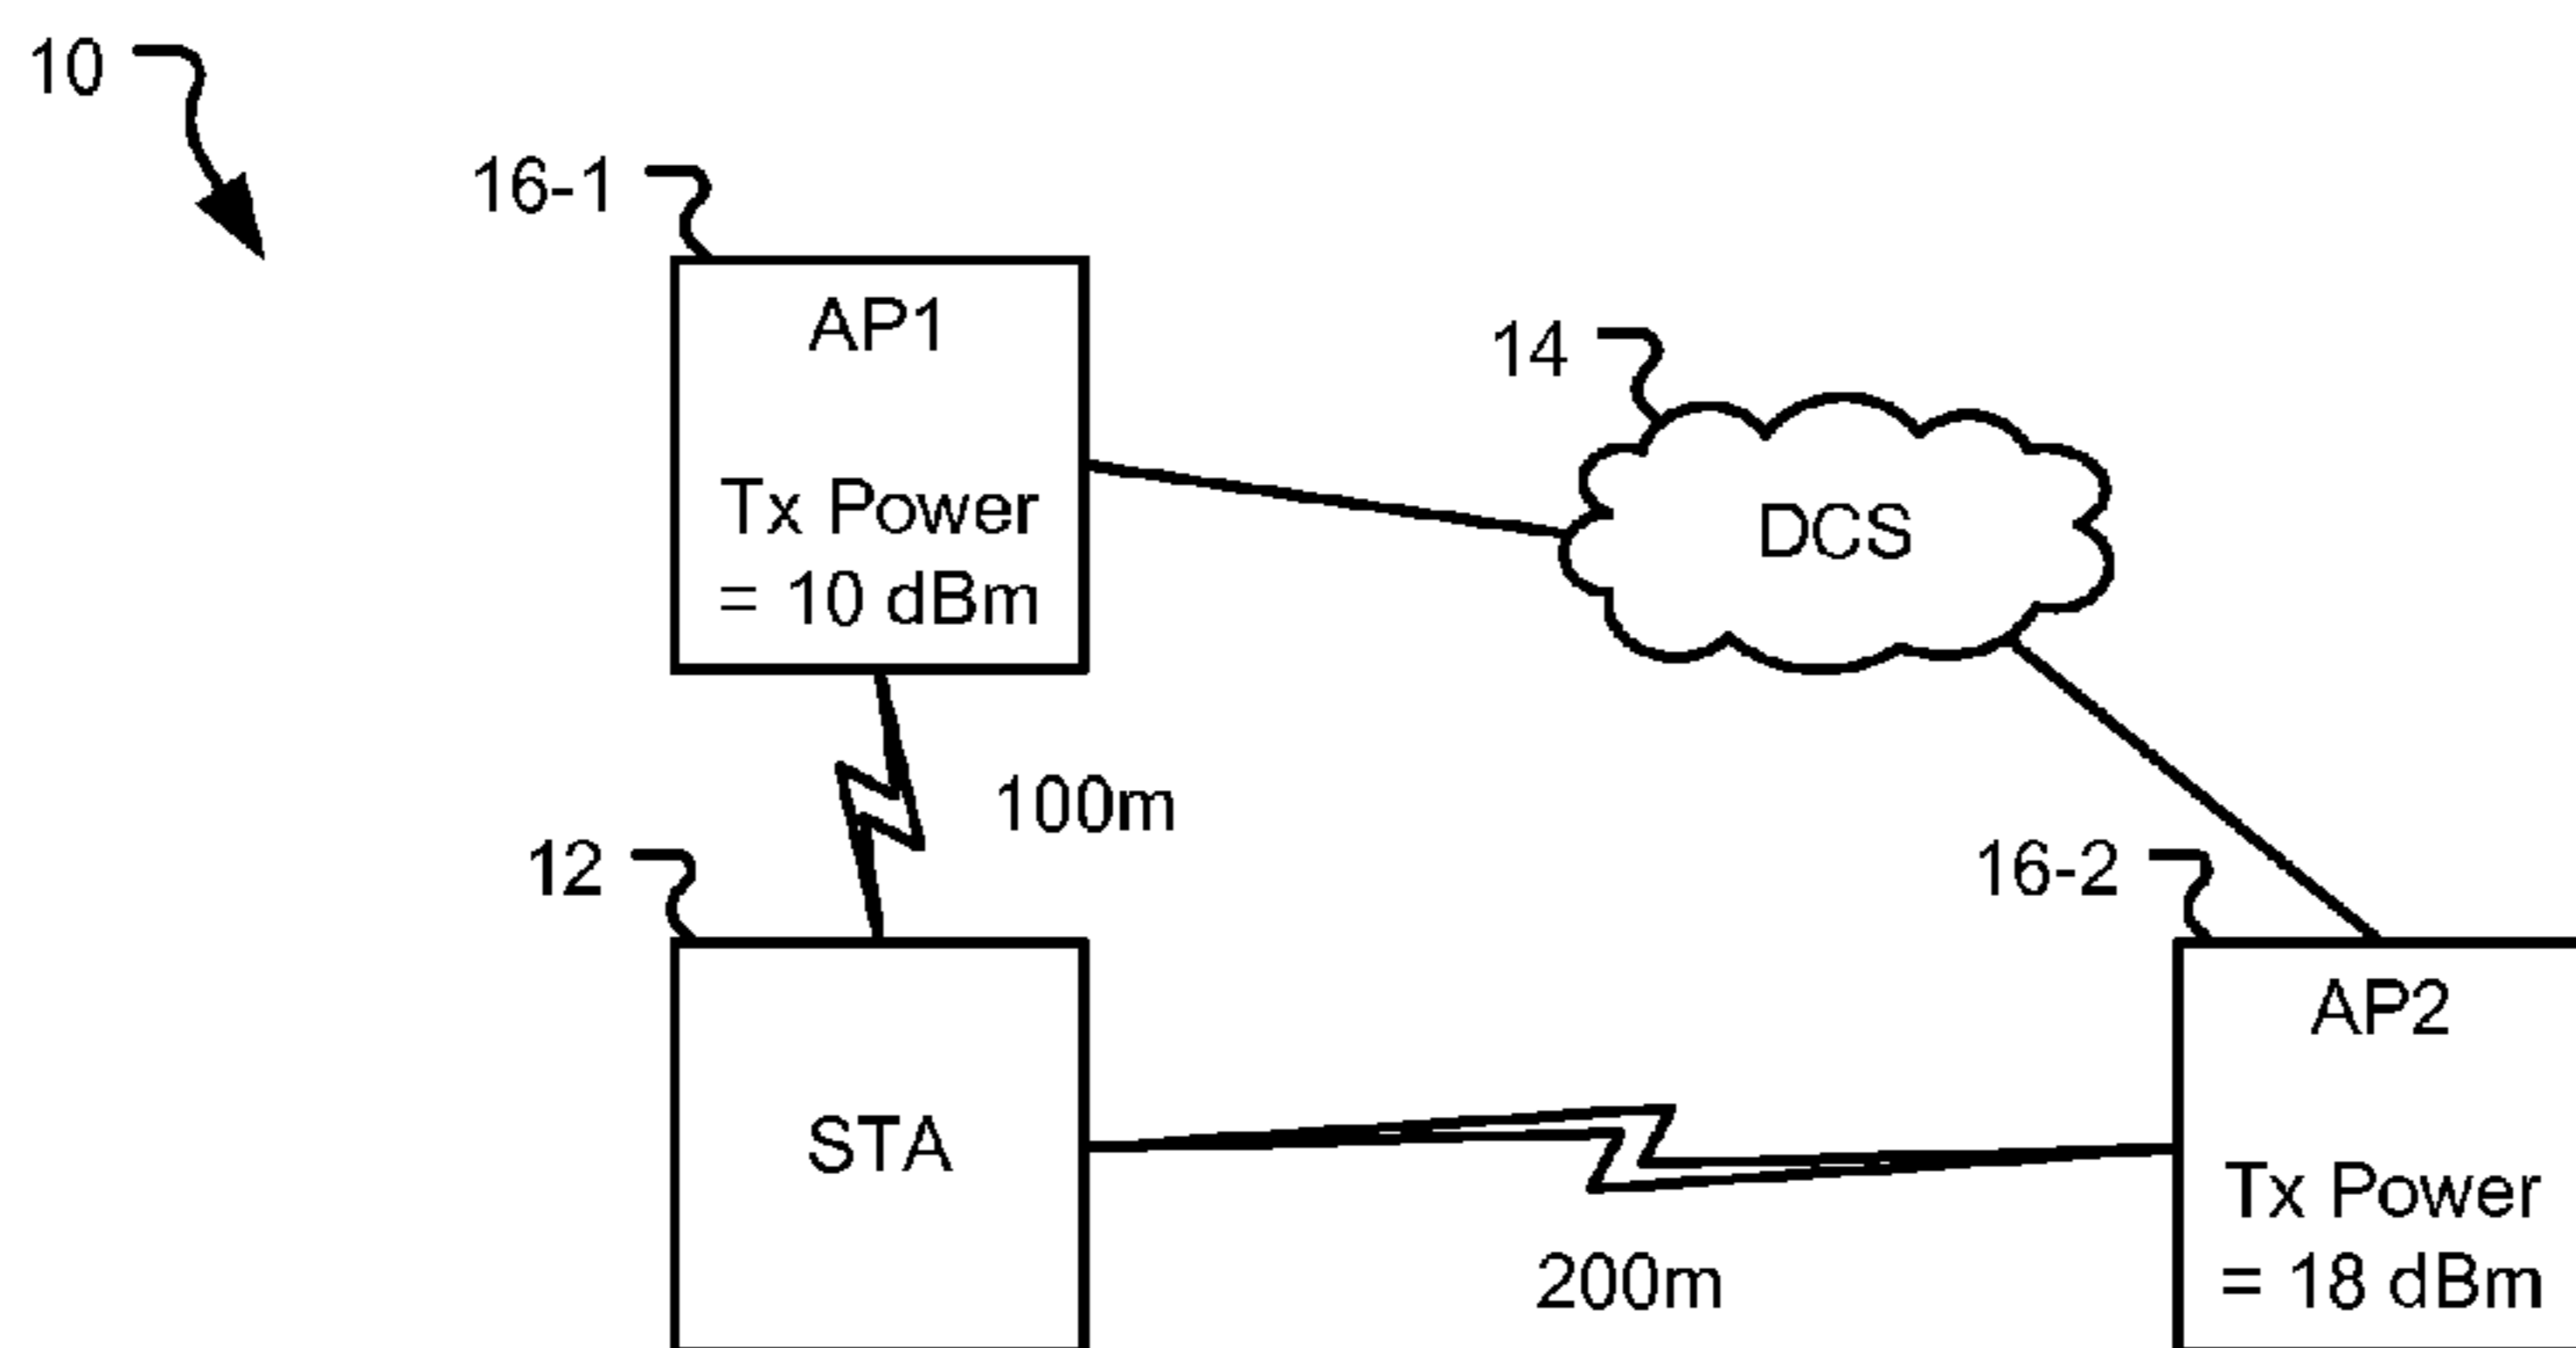 10
16-1
AP1
Tx Power
= 10 dBm
14
DCS
100m
12
STA
16-2
AP2
Tx Power
= 18 dBm
200m